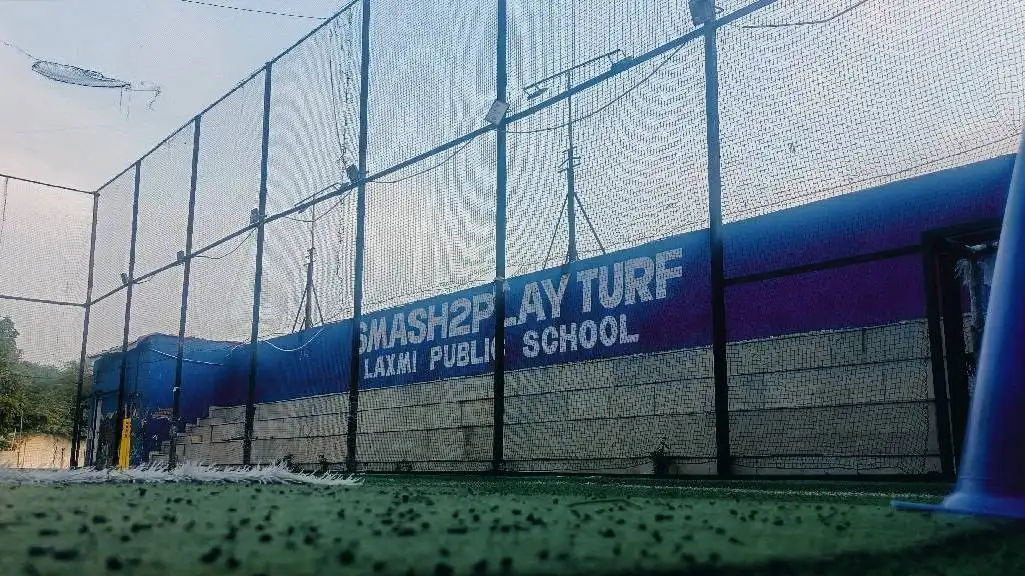 SMASH2PLAY TURF
LAXMI PUBLIC SCHOOL